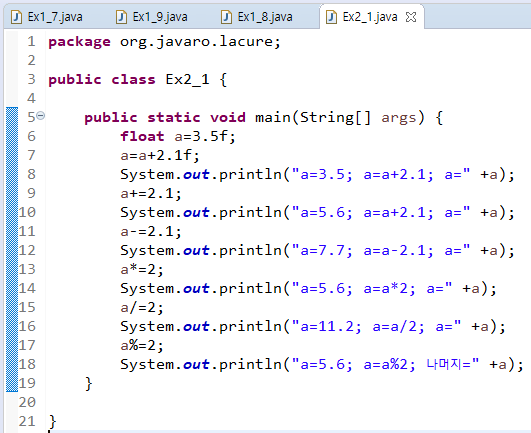 Ex1_7.java Ex1_9.java Ex1_8.java Ex2_1.java
1 package org.javaro.lacure;
2
3 public class Ex2_1 {
4
5 public static void main(String[] args) {
6 float a=3.5f;
7 a=a+2.1f;
8 System.out.println("a=3.5; a=a+2.1; a=" +a);
9 a+=2.1;
10 System.out.println("a=5.6; a=a+2.1; a=" +a);
11 a-=2.1;
12 System.out.println("a=7.7; a=a-2.1; a=" +a);
13 a*=2;
14 System.out.println("a=5.6; a=a*2; a=" +a);
15 a/=2;
16 System.out.println("a=11.2; a=a/2; a=" +a);
17 a%=2;
18 System.out.println("a=5.6; a=a%2; 나머지=" +a);
19 }
20
21 }